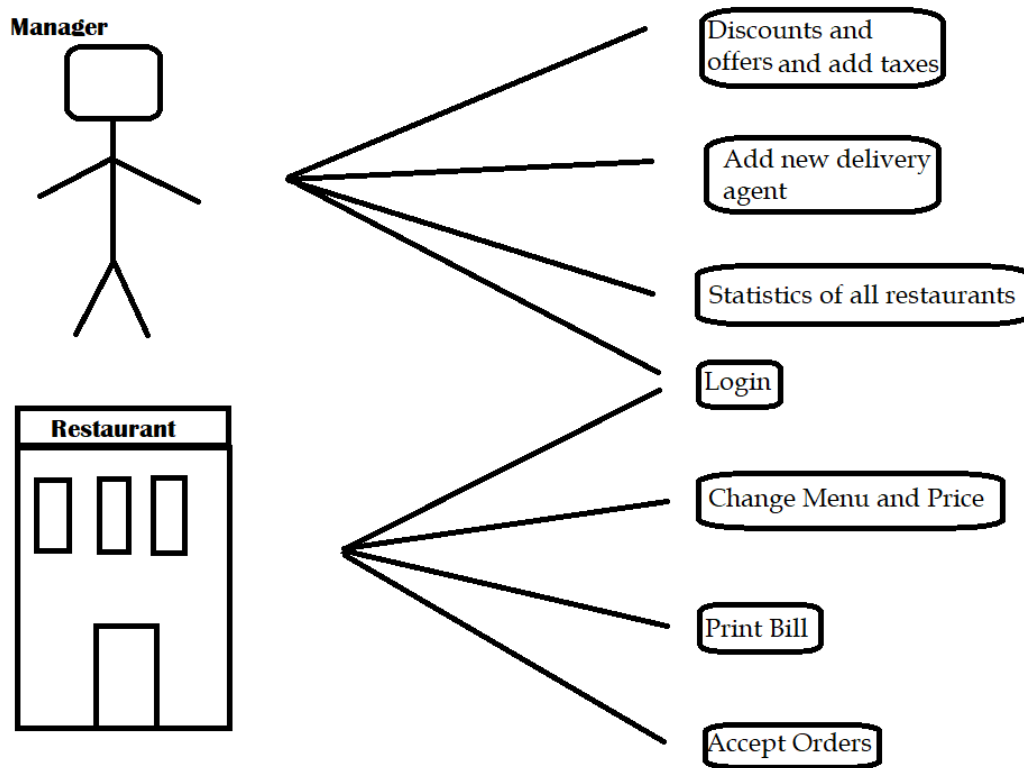 Manager
Discounts and
offers and add taxes
Add new delivery
agent
Statistics of all restaurants
Login
Restaurant
Change Menu and Price
Print Bill
Accept Orders